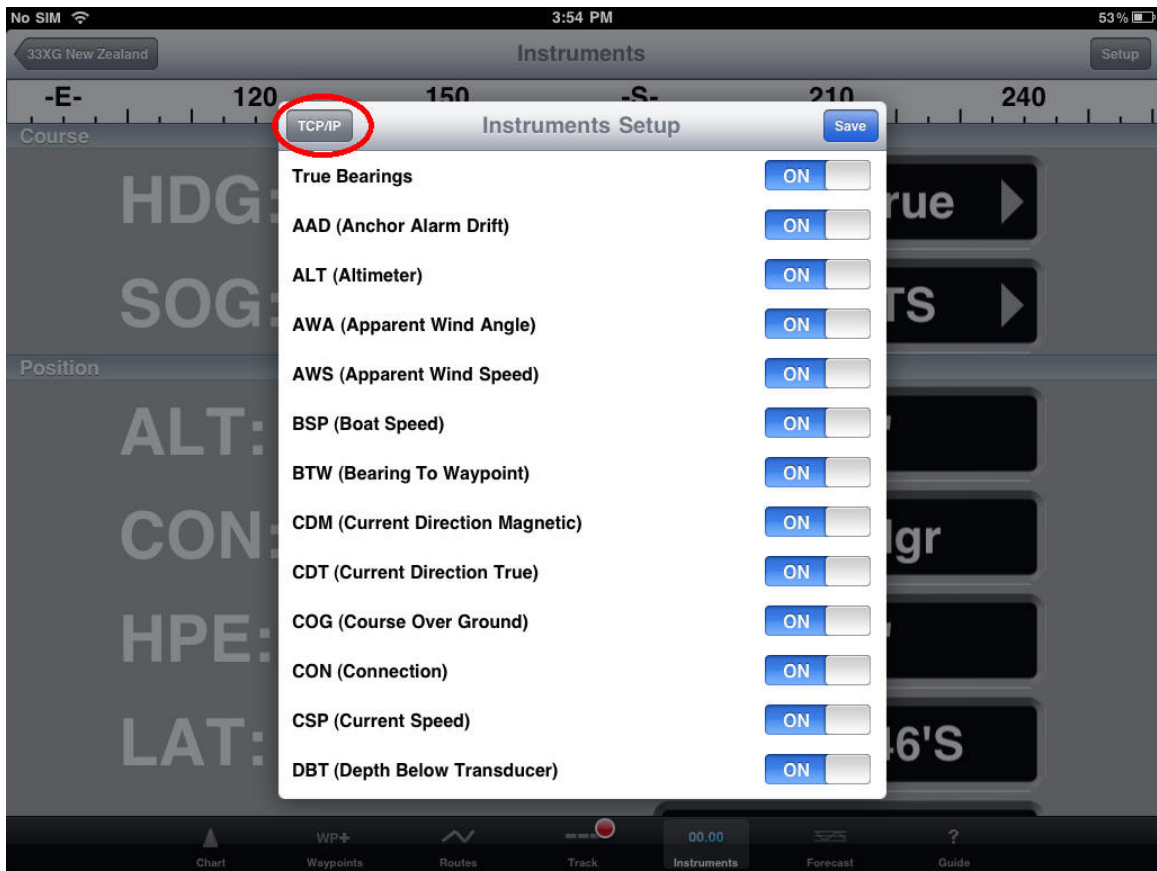 No SIM 3:54 PM 53%
33XG New Zealand Instruments Setup
-E- 120 150 -S- 210 240
Course
TCP/IP Instruments Setup Save
True Bearings ON
HDG: rue
AAD (Anchor Alarm Drift) ON
ALT (Altimeter) ON
SOG: TS
AWA (Apparent Wind Angle) ON
Position
AWS (Apparent Wind Speed) ON
ALT: '
BSP (Boat Speed) ON
BTW (Bearing To Waypoint) ON
CON: gr
CDM (Current Direction Magnetic) ON
CDT (Current Direction True) ON
HPE: '
COG (Course Over Ground) ON
CON (Connection) ON
LAT: 46'S
CSP (Current Speed) ON
DBT (Depth Below Transducer) ON
WP+ 00.00 ?
Chart Waypoints Routes Track Instruments Forecast Guide